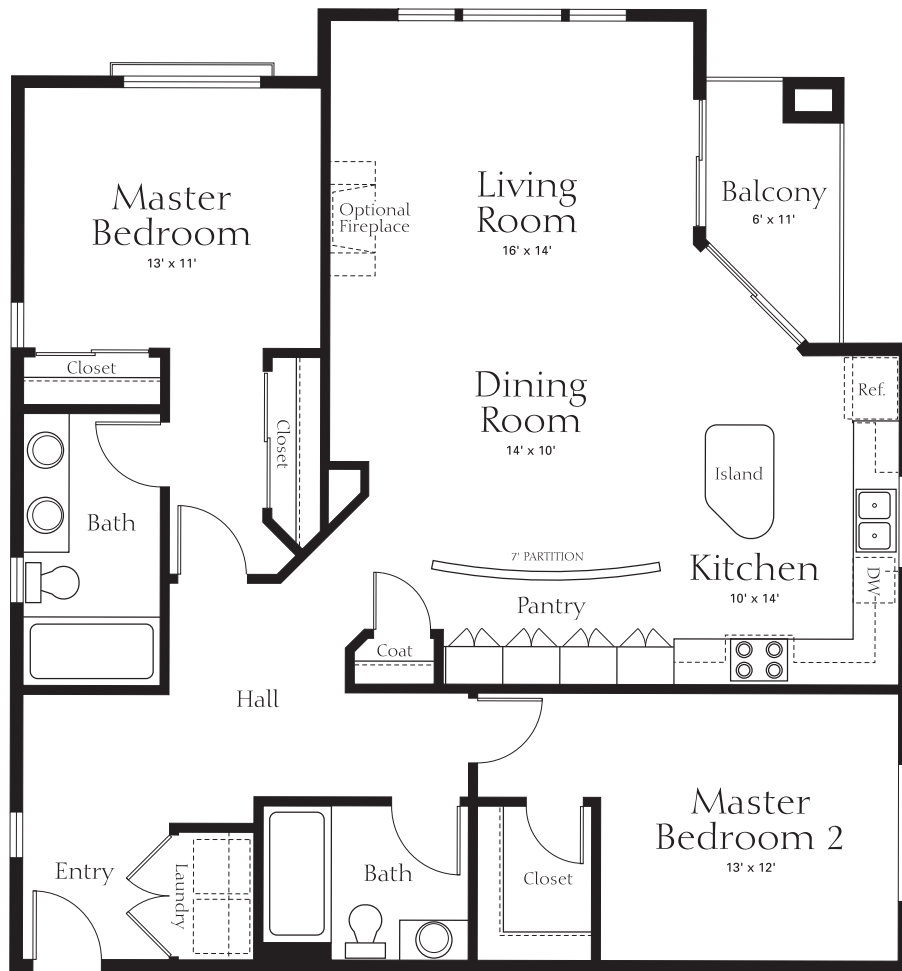 Master
Bedroom
13' x 11'
Optional
Fireplace
Living
Room
16' x 14'
Balcony
6' x 11'
Closet
Closet
Dining
Room
14' x 10'
Ref.
Island
Bath
7' PARTITION
Kitchen
10' x 14'
DW
Pantry
Coat
Hall
Master
Bedroom 2
13' x 12'
Entry
Laundry
Bath
Closet